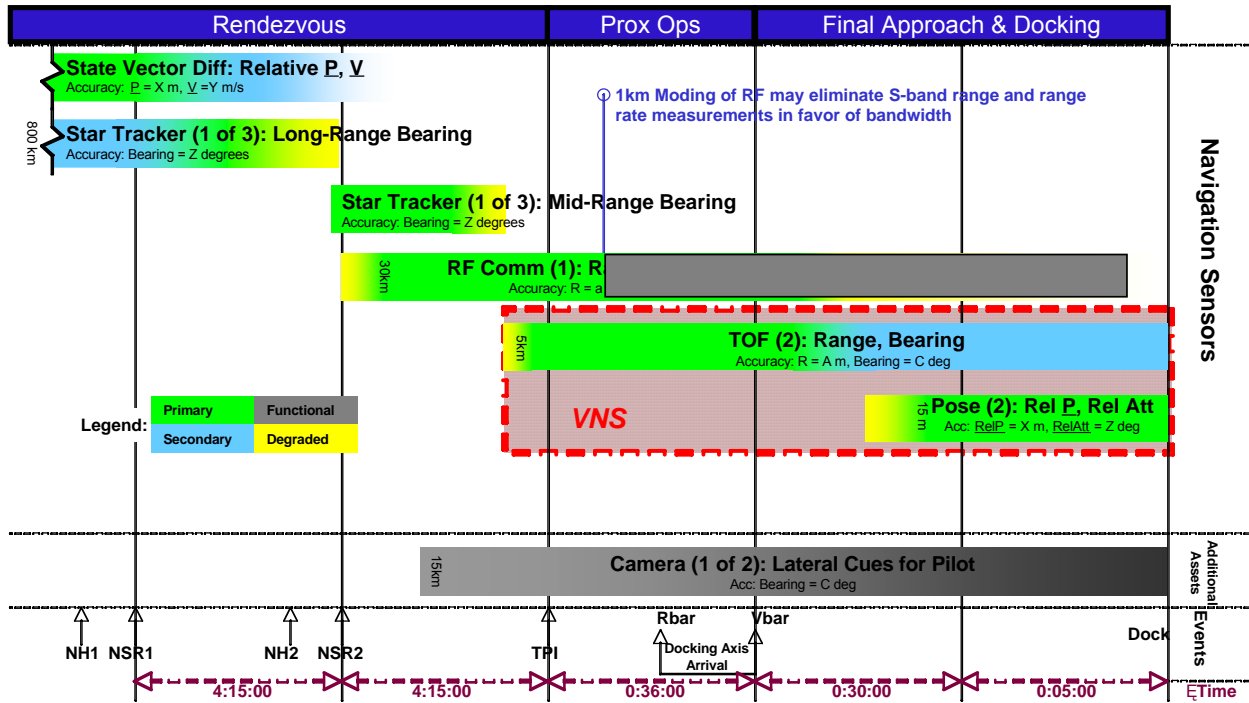 Rendezvous
Prox Ops
Final Approach & Docking
State Vector Diff: Relative P, V
Accuracy: P = X m, V =Y m/s
800 km
Star Tracker (1 of 3): Long-Range Bearing
Accuracy: Bearing = Z degrees
1km Moding of RF may eliminate S-band range and range
rate measurements in favor of bandwidth
Star Tracker (1 of 3): Mid-Range Bearing
Accuracy: Bearing = Z degrees
30km
RF Comm (1):
Accuracy: R = a
5km
TOF (2): Range, Bearing
Accuracy: R = A m, Bearing = C deg
VNS
15 m
Pose (2): Rel P, Rel Att
Acc: RelP = X m, RelAtt = Z deg
Navigation Sensors
Legend:
Primary
Functional
Secondary
Degraded
15km
Camera (1 of 2): Lateral Cues for Pilot
Acc: Bearing = C deg
Additional
Assets
NH1
NSR1
NH2
NSR2
TPI
Rbar
Vbar
Docking Axis
Arrival
Dock
Events
4:15:00
4:15:00
0:36:00
0:30:00
0:05:00
Time